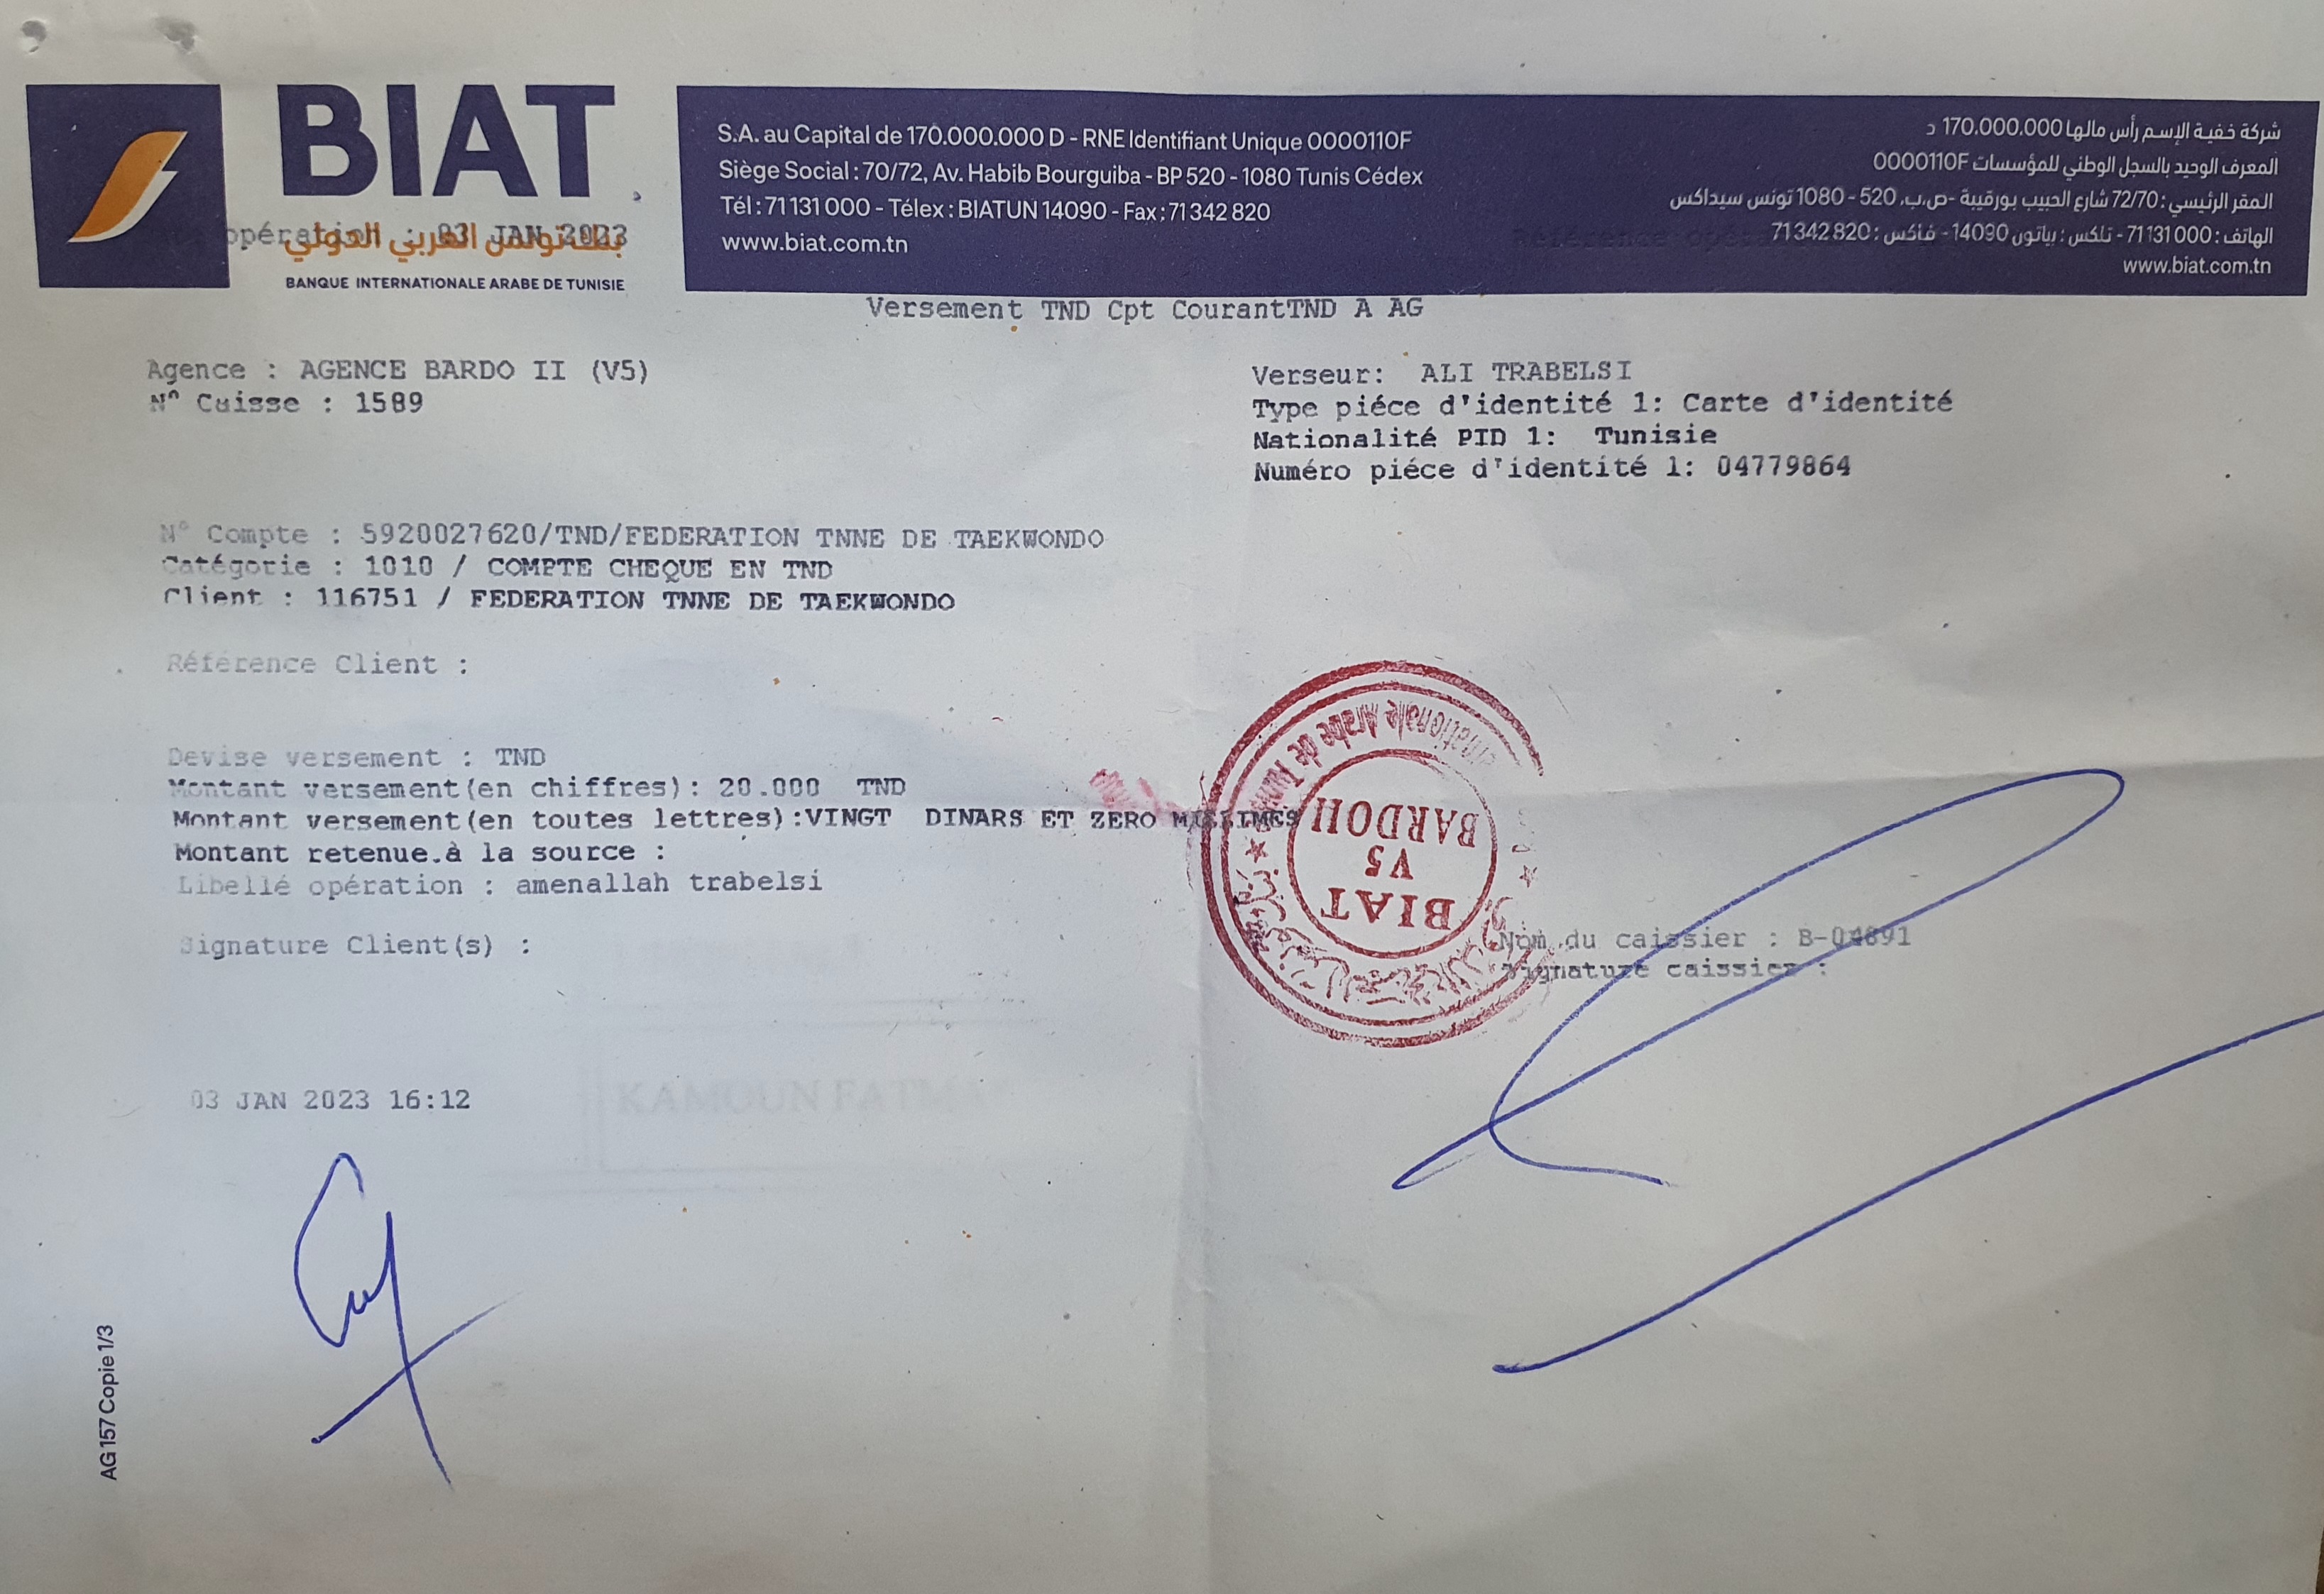 BIAT
بنك تونس العربي الدولي
BANQUE INTERNATIONALE ARABE DE TUNISIE
opération : 03 JAN 2023
S.A. au Capital de 170.000.000 D - RNE Identifiant Unique 0000110F
Siège Social : 70/72, Av. Habib Bourguiba - BP 520 - 1080 Tunis Cédex
Tél : 71 131 000 - Télex : BIATUN 14090 - Fax : 71 342 820
www.biat.com.tn
شركة خفية الإسم رأس مالها 170.000.000 د
المعرف الوحيد بالسجل الوطني للمؤسسات 0000110F
المقر الرئيسي : 72/70 شارع الحبيب بورقيبة -ص.ب. 520 - 1080 تونس سيداكس
الهاتف : 71131000 - تلكس : بياتون 14090 - فاكس : 71342820
www.biat.com.tn
Versement TND Cpt CourantTND A AG
Agence : AGENCE BARDO II (V5)
N° Caisse : 1589
Verseur: ALI TRABELSI
Type piéce d'identité 1: Carte d'identité
Nationalité PID 1: Tunisie
Numéro piéce d'identité 1: 04779864
N° Compte : 5920027620/TND/FEDERATION TNNE DE TAEKWONDO
Catégorie : 1010 / COMPTE CHEQUE EN TND
Client : 116751 / FEDERATION TNNE DE TAEKWONDO
Référence Client :
Devise versement : TND
Montant versement(en chiffres): 20.000 TND
Montant versement(en toutes lettres):VINGT DINARS ET ZERO MILLIMES
Montant retenue.à la source :
Libellé opération : amenallah trabelsi
BIAT
V5
BARDO II
Arabe de
Signature Client(s) :
Nom du caissier : B-04891
Signature caissier :
03 JAN 2023 16:12
KAMOUN
AG 157 Copie 1/3